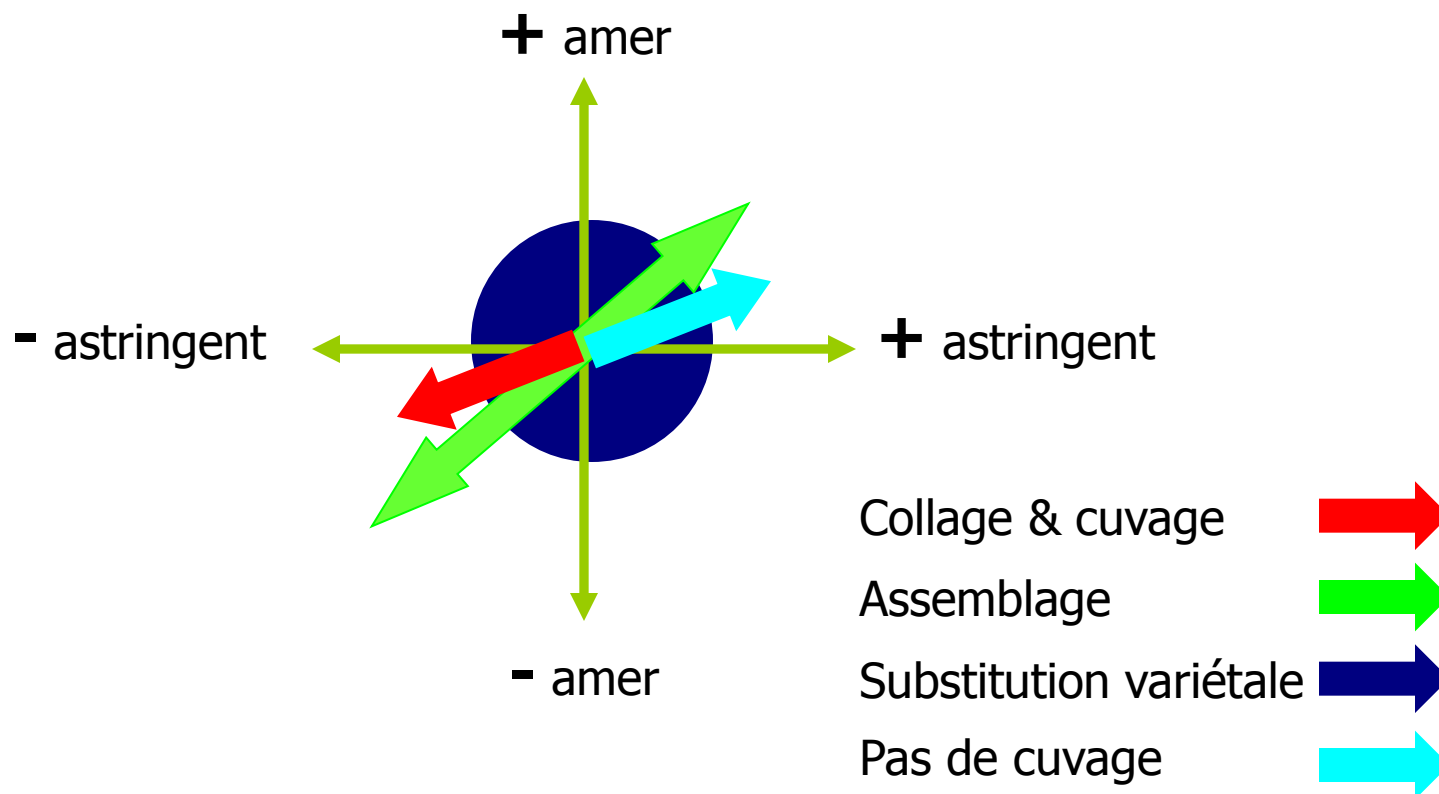 + amer
- astringent
+ astringent
- amer
Collage & cuvage
Assemblage
Substitution variétale
Pas de cuvage